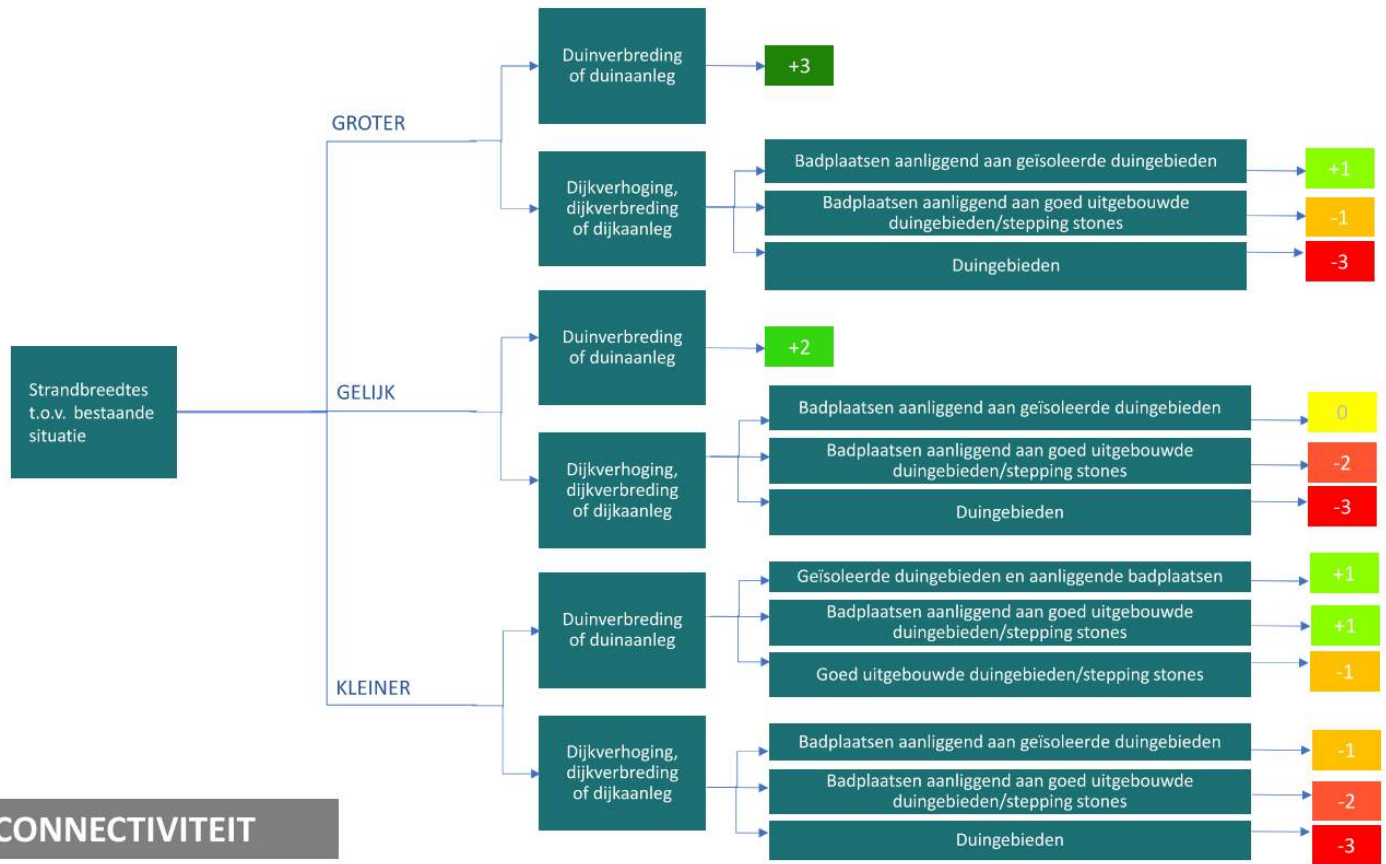 Duinverbreding
of duinaanleg
+3
GROTER
Dijkverhoging,
dijkverbreding
of dijkaanleg
Badplaatsen aanliggend aan geïsoleerde duingebieden
+1
Badplaatsen aanliggend aan goed uitgebouwde
duingebieden/stepping stones
-1
Duingebieden
-3
Strandbreedtes
t.o.v. bestaande
situatie
GELIJK
Duinverbreding
of duinaanleg
+2
Dijkverhoging,
dijkverbreding
of dijkaanleg
Badplaatsen aanliggend aan geïsoleerde duingebieden
0
Badplaatsen aanliggend aan goed uitgebouwde
duingebieden/stepping stones
-2
Duingebieden
-3
KLEINER
Duinverbreding
of duinaanleg
Geïsoleerde duingebieden en aanliggende badplaatsen
+1
Badplaatsen aanliggend aan goed uitgebouwde
duingebieden/stepping stones
+1
Goed uitgebouwde duingebieden/stepping stones
-1
Dijkverhoging,
dijkverbreding
of dijkaanleg
Badplaatsen aanliggend aan geïsoleerde duingebieden
-1
Badplaatsen aanliggend aan goed uitgebouwde
duingebieden/stepping stones
-2
Duingebieden
-3
CONNECTIVITEIT